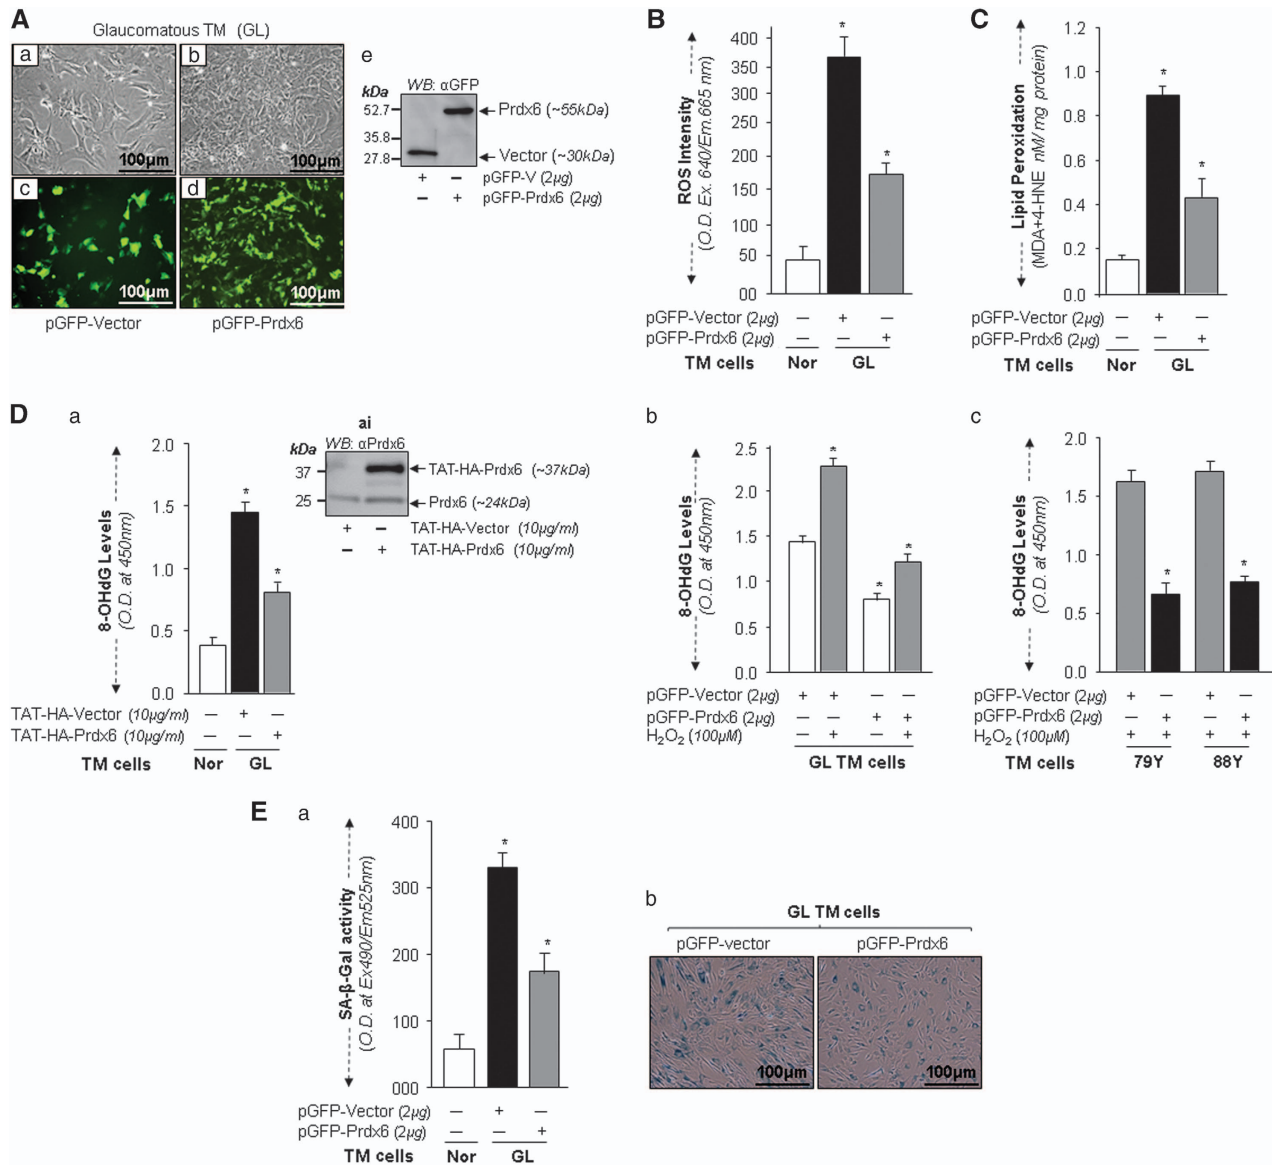 A
Glaucomatous TM (GL)
a
b
100µm
100µm
c
d
100µm
100µm
pGFP-Vector
pGFP-Prdx6
e
kDa
WB: αGFP
52.7
35.8
27.8
Prdx6 (~55kDa)
Vector (~30kDa)
+ – pGFP-V (2µg)
– + pGFP-Prdx6 (2µg)
B
ROS Intensity
(O.D. Ex. 640/Em.665 nm)
400
350
300
250
200
150
100
50
00
*
*
pGFP-Vector (2µg) – + –
pGFP-Prdx6 (2µg) – – +
TM cells Nor GL
C
Lipid Peroxidation
(MDA+4-HNE nM/mg protein)
1.2
1.0
0.8
0.6
0.4
0.2
0.0
*
*
pGFP-Vector (2µg) – + –
pGFP-Prdx6 (2µg) – – +
TM cells Nor GL
D
a
8-OHdG Levels
(O.D. at 450nm)
2.0
1.5
1.0
0.5
0.0
*
*
TAT-HA-Vector (10µg/ml) – + –
TAT-HA-Prdx6 (10µg/ml) – – +
TM cells Nor GL
ai
kDa
WB: αPrdx6
37
25
TAT-HA-Prdx6 (~37kDa)
Prdx6 (~24kDa)
+ – TAT-HA-Vector (10µg/ml)
– + TAT-HA-Prdx6 (10µg/ml)
b
8-OHdG Levels
(O.D. at 450nm)
2.5
2.0
1.5
1.0
0.5
0.0
*
*
*
pGFP-Vector (2µg) + + – –
pGFP-Prdx6 (2µg) – – + +
H2O2 (100µM) – + – +
GL TM cells
c
8-OHdG Levels
(O.D. at 450nm)
2.0
1.5
1.0
0.5
0.0
*
*
pGFP-Vector (2µg) + – + –
pGFP-Prdx6 (2µg) – + – +
H2O2 (100µM) + + + +
TM cells 79Y 88Y
E
a
SA-β-Gal activity
(O.D. at Ex490/Em525nm)
400
300
200
100
000
*
*
pGFP-Vector (2µg) – + –
pGFP-Prdx6 (2µg) – – +
TM cells Nor GL
b
GL TM cells
pGFP-vector
pGFP-Prdx6
100µm
100µm